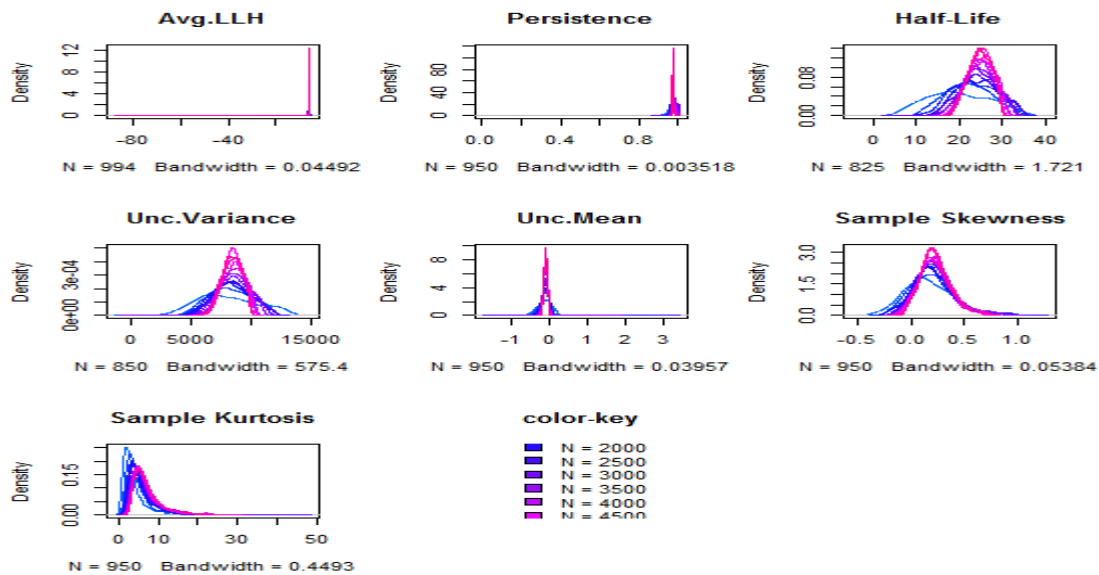 Avg.LLH Persistence Half-Life
Density 0 4 8 12
-80 -40
N = 994 Bandwidth = 0.04492
Density 0 40 80
0.0 0.4 0.8
N = 950 Bandwidth = 0.003518
Density 0.00 0.08
0 10 20 30 40
N = 825 Bandwidth = 1.721
Unc.Variance Unc.Mean Sample Skewness
Density 0e+00 3e-04
0 5000 15000
N = 850 Bandwidth = 575.4
Density 0 4 8
-1 0 1 2 3
N = 950 Bandwidth = 0.03957
Density 0.0 1.5 3.0
-0.5 0.0 0.5 1.0
N = 950 Bandwidth = 0.05384
Sample Kurtosis color-key
Density 0.00 0.15
0 10 30 50
N = 950 Bandwidth = 0.4493
N = 2000
N = 2500
N = 3000
N = 3500
N = 4000
N = 4500